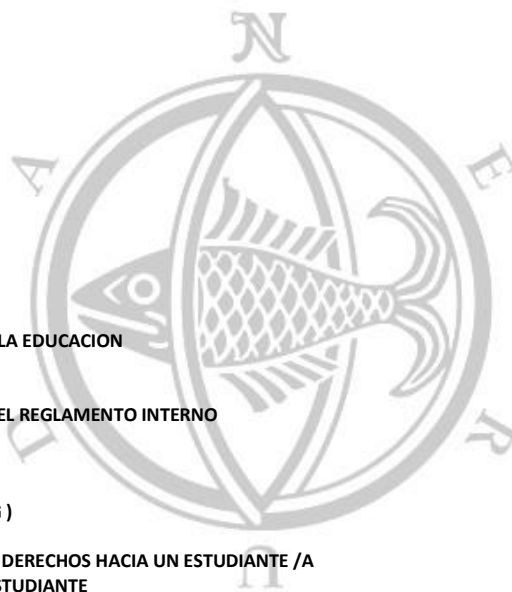 N
A E
LA EDUCACION
EL REGLAMENTO INTERNO
D R
)
DERECHOS HACIA UN ESTUDIANTE /A
U
STUDIANTE